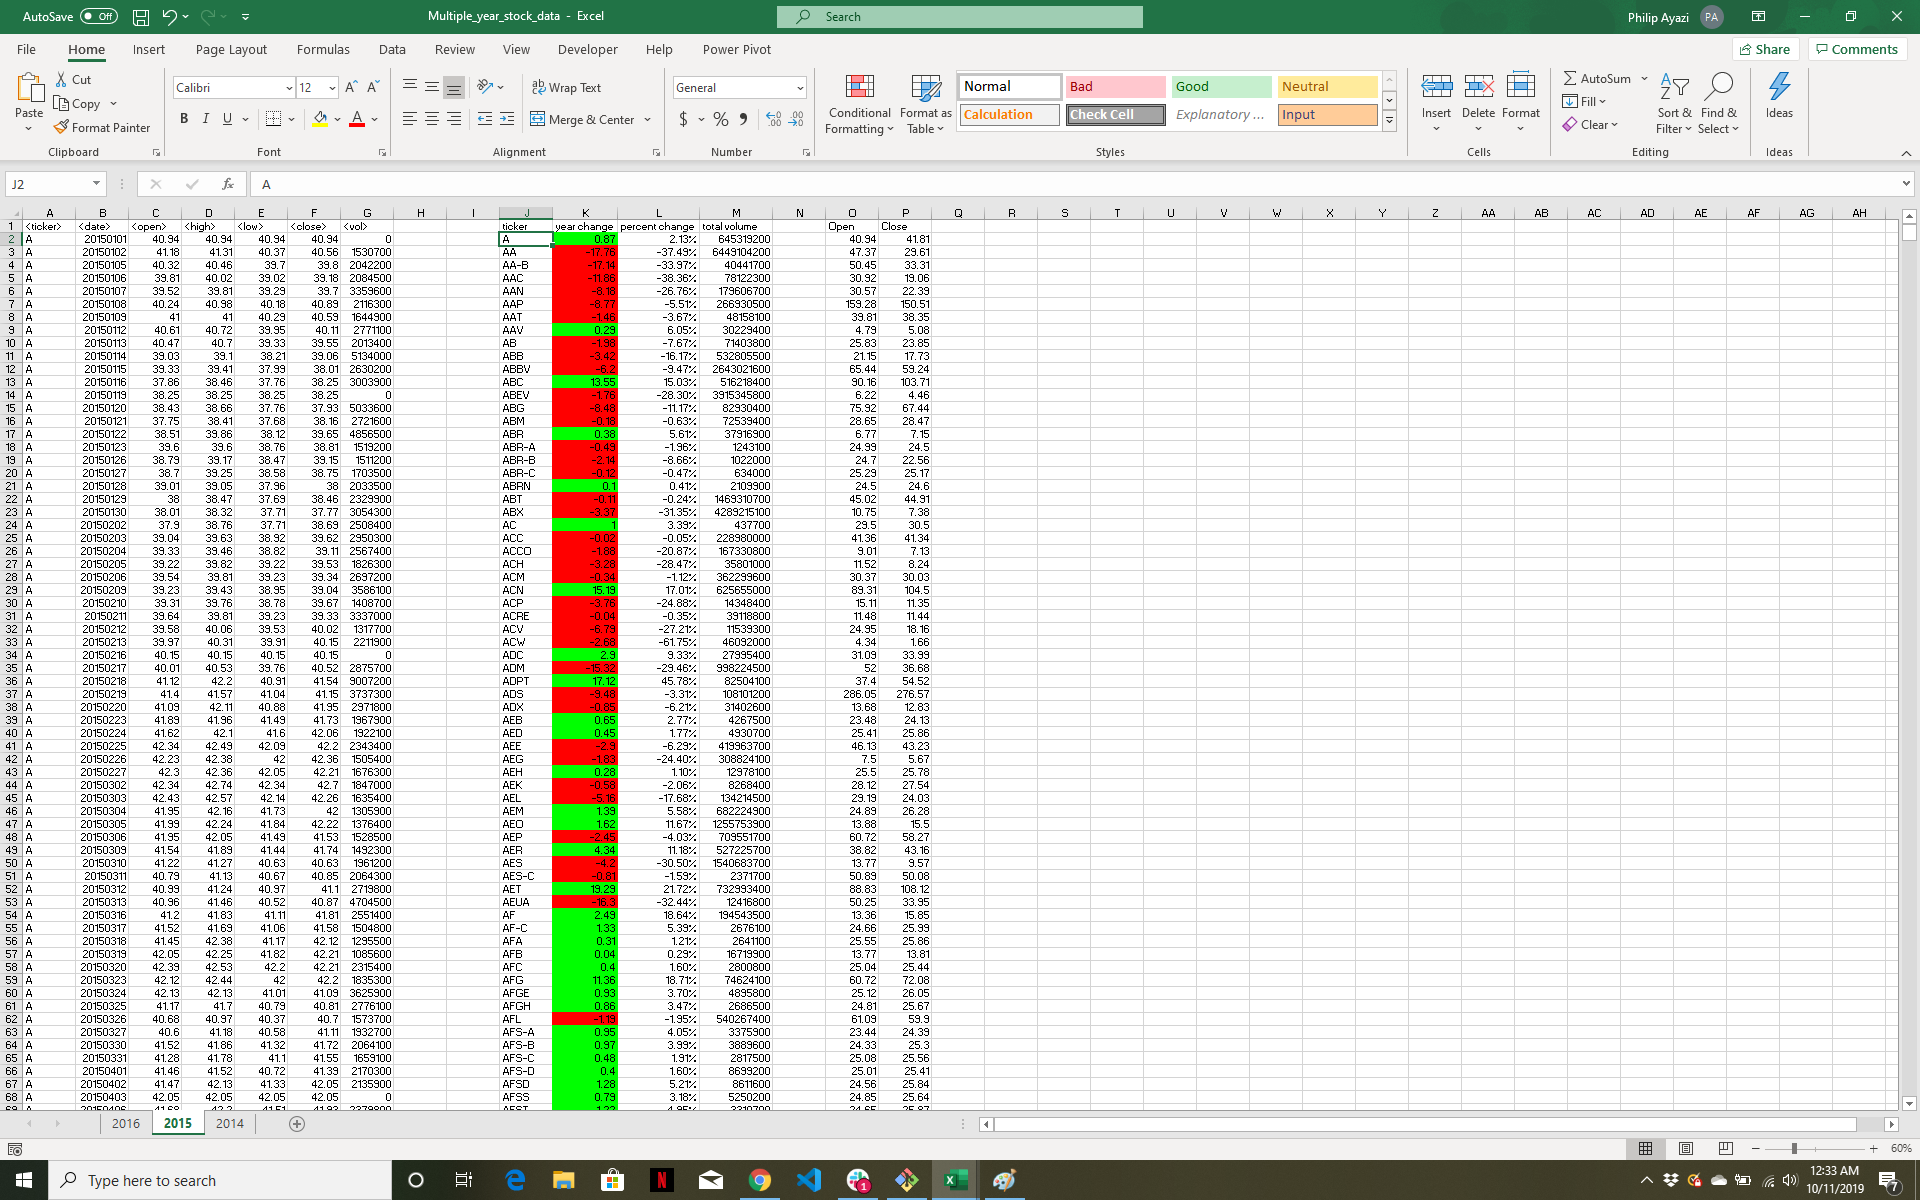 AutoSave Off Multiple_year_stock_data - Excel Search Philip Ayazi PA
File Home Insert Page Layout Formulas Data Review View Developer Help Power Pivot Share Comments
Cut
Copy
Format Painter
Paste
Clipboard
Calibri 12
B I U
Font
Wrap Text
Merge & Center
Alignment
General
Number
Conditional Formatting
Format as Table
Normal Bad Good Neutral
Calculation Check Cell Explanatory ... Input
Styles
Insert Delete Format
Cells
AutoSum
Fill
Clear
Sort & Filter
Find & Select
Editing
Ideas
Ideas
J2 fx A
A B C D E F G H I J K L M N O P Q R S T U V W X Y Z AA AB AC AD AE AF AG AH
1 <ticker> <date> <open> <high> <low> <close> <vol> ticker year change percent change total volume Open Close
2 A 20150101 40.94 40.94 40.94 40.94 0 A 0.87 2.13% 645319200 40.94 41.81
3 A 20150102 41.18 41.31 40.37 40.56 1530700 AA -17.76 -37.49% 6449104200 47.37 29.61
4 A 20150105 40.32 40.46 39.7 39.8 2042200 AA-B -17.14 -33.97% 40441700 50.45 33.31
5 A 20150106 39.81 40.02 39.02 39.18 2084500 AAC -11.86 -38.36% 78122300 30.92 19.06
6 A 20150107 39.52 39.81 39.29 39.7 3359600 AAN -8.18 -26.76% 179606700 30.57 22.39
7 A 20150108 40.24 40.98 40.18 40.89 2116300 AAP -8.77 -5.51% 266930500 159.28 150.51
8 A 20150109 41 41 40.29 40.59 1644900 AAT -1.46 -3.67% 48158100 39.81 38.35
9 A 20150112 40.61 40.72 39.95 40.11 2771100 AAV 0.29 6.05% 30229400 4.79 5.08
10 A 20150113 40.47 40.7 39.33 39.55 2013400 AB -1.98 -7.67% 71403800 25.83 23.85
11 A 20150114 39.03 39.1 38.21 39.06 5134000 ABB -3.42 -16.17% 532805500 21.15 17.73
12 A 20150115 39.33 39.41 37.99 38.01 2630200 ABBV -6.2 -9.47% 2643021600 65.44 59.24
13 A 20150116 37.86 38.46 37.76 38.25 3003900 ABC 13.55 15.03% 516218400 90.16 103.71
14 A 20150119 38.25 38.25 38.25 38.25 0 ABEV -1.76 -28.30% 3915345800 6.22 4.46
15 A 20150120 38.43 38.66 37.76 37.93 5033600 ABG -8.48 -11.17% 82930400 75.92 67.44
16 A 20150121 37.75 38.41 37.68 38.16 2721600 ABM -0.18 -0.63% 72539400 28.65 28.47
17 A 20150122 38.51 39.86 38.12 39.65 4856500 ABR 0.38 5.61% 37916900 6.77 7.15
18 A 20150123 39.6 39.6 38.76 38.81 1519200 ABR-A -0.49 -1.96% 1243100 24.99 24.5
19 A 20150126 38.79 39.17 38.47 39.15 1511200 ABR-B -2.14 -8.66% 1022000 24.7 22.56
20 A 20150127 38.7 39.25 38.58 38.75 1703500 ABR-C -0.12 -0.47% 634000 25.29 25.17
21 A 20150128 39.01 39.05 37.96 38 2033500 ABRN 0.1 0.41% 2109900 24.5 24.6
22 A 20150129 38 38.47 37.69 38.46 2329900 ABT -0.11 -0.24% 1469310700 45.02 44.91
23 A 20150130 38.01 38.32 37.71 37.77 3054300 ABX -3.37 -31.35% 4289215100 10.75 7.38
24 A 20150202 37.9 38.76 37.71 38.69 2508400 AC 1 3.39% 437700 29.5 30.5
25 A 20150203 39.04 39.63 38.92 39.62 2950300 ACC -0.02 -0.05% 228980000 41.36 41.34
26 A 20150204 39.33 39.46 38.82 39.11 2567400 ACCO -1.88 -20.87% 167330800 9.01 7.13
27 A 20150205 39.22 39.82 39.22 39.53 1826300 ACH -3.28 -28.47% 35801000 11.52 8.24
28 A 20150206 39.54 39.81 39.23 39.34 2697200 ACM -0.34 -1.12% 362299600 30.37 30.03
29 A 20150209 39.23 39.43 38.95 39.04 3586100 ACN 15.19 17.01% 625655000 89.31 104.5
30 A 20150210 39.31 39.76 38.78 39.67 1408700 ACP -3.76 -24.88% 14348400 15.11 11.35
31 A 20150211 39.64 39.81 39.23 39.33 3337000 ACRE -0.04 -0.35% 39118800 11.48 11.44
32 A 20150212 39.58 40.06 39.53 40.02 1317700 ACV -6.79 -27.21% 11539300 24.95 18.16
33 A 20150213 39.97 40.31 39.91 40.15 2211900 ACW -2.68 -61.75% 46092000 4.34 1.66
34 A 20150216 40.15 40.15 40.15 40.15 0 ADC 2.9 9.33% 27995400 31.09 33.99
35 A 20150217 40.01 40.53 39.76 40.52 2875700 ADM -15.32 -29.46% 998224500 52 36.68
36 A 20150218 41.12 42.2 40.91 41.54 9007200 ADPT 17.12 45.78% 82504100 37.4 54.52
37 A 20150219 41.4 41.57 41.04 41.15 3737300 ADS -9.48 -3.31% 108101200 286.05 276.57
38 A 20150220 41.09 42.11 40.88 41.95 2971800 ADX -0.85 -6.21% 31402600 13.68 12.83
39 A 20150223 41.89 41.96 41.49 41.73 1967900 AEB 0.65 2.77% 4267500 23.48 24.13
40 A 20150224 41.62 42.1 41.6 42.06 1922100 AED 0.45 1.77% 4930700 25.41 25.86
41 A 20150225 42.34 42.49 42.09 42.2 2343400 AEE -2.9 -6.29% 419963700 46.13 43.23
42 A 20150226 42.23 42.38 42 42.36 1505400 AEG -1.83 -24.40% 308824100 7.5 5.67
43 A 20150227 42.3 42.36 42.05 42.21 1676300 AEH 0.28 1.10% 12978100 25.5 25.78
44 A 20150302 42.34 42.74 42.34 42.7 1847000 AEK -0.58 -2.06% 8268400 28.12 27.54
45 A 20150303 42.43 42.57 42.14 42.26 1635400 AEL -5.16 -17.68% 134214500 29.19 24.03
46 A 20150304 41.95 42.16 41.73 42 1305900 AEM 1.39 5.58% 682224900 24.89 26.28
47 A 20150305 41.99 42.24 41.84 42.22 1376400 AEO 1.62 11.67% 1255753900 13.88 15.5
48 A 20150306 41.95 42.05 41.49 41.53 1528500 AEP -2.45 -4.03% 709551700 60.72 58.27
49 A 20150309 41.54 41.89 41.44 41.74 1492300 AER 4.34 11.18% 527225700 38.82 43.16
50 A 20150310 41.22 41.27 40.63 40.63 1961200 AES -4.2 -30.50% 1540683700 13.77 9.57
51 A 20150311 40.79 41.13 40.67 40.85 2064300 AES-C -0.81 -1.59% 2371700 50.89 50.08
52 A 20150312 40.99 41.24 40.97 41.1 2719800 AET 19.29 21.72% 732993400 88.83 108.12
53 A 20150313 40.96 41.46 40.52 40.87 4704500 AEUA -16.3 -32.44% 12416800 50.25 33.95
54 A 20150316 41.2 41.83 41.11 41.81 2551400 AF 2.49 18.64% 194543500 13.36 15.85
55 A 20150317 41.52 41.69 41.06 41.58 1504800 AF-C 1.33 5.39% 2676100 24.66 25.99
56 A 20150318 41.45 42.38 41.17 42.12 1295500 AFA 0.31 1.21% 2641100 25.55 25.86
57 A 20150319 42.05 42.25 41.82 42.21 1085600 AFB 0.04 0.29% 16719900 13.77 13.81
58 A 20150320 42.39 42.53 42.2 42.21 2315400 AFC 0.4 1.60% 2800800 25.04 25.44
59 A 20150323 42.12 42.44 42 42.2 1835300 AFG 11.36 18.71% 74624100 60.72 72.08
60 A 20150324 42.13 42.13 41.01 41.09 3625900 AFGE 0.93 3.70% 4895800 25.12 26.05
61 A 20150325 41.17 41.7 40.79 40.81 2776100 AFGH 0.86 3.47% 2686500 24.81 25.67
62 A 20150326 40.68 40.97 40.37 40.7 1573700 AFL -1.19 -1.95% 540267400 61.09 59.9
63 A 20150327 40.6 41.18 40.58 41.11 1932700 AFS-A 0.95 4.05% 3375900 23.44 24.39
64 A 20150330 41.52 41.86 41.32 41.72 2064100 AFS-B 0.97 3.99% 3889600 24.33 25.3
65 A 20150331 41.28 41.78 41.1 41.55 1659100 AFS-C 0.48 1.91% 2817500 25.08 25.56
66 A 20150401 41.46 41.52 40.72 41.39 2170300 AFS-D 0.4 1.60% 8699200 25.01 25.41
67 A 20150402 41.47 42.13 41.33 42.05 2135900 AFSD 1.28 5.21% 8611600 24.56 25.84
68 A 20150403 42.05 42.05 42.05 42.05 0 AFSS 0.79 3.18% 5250200 24.85 25.64
2016 2015 2014
60%
Type here to search
12:33 AM
10/11/2019